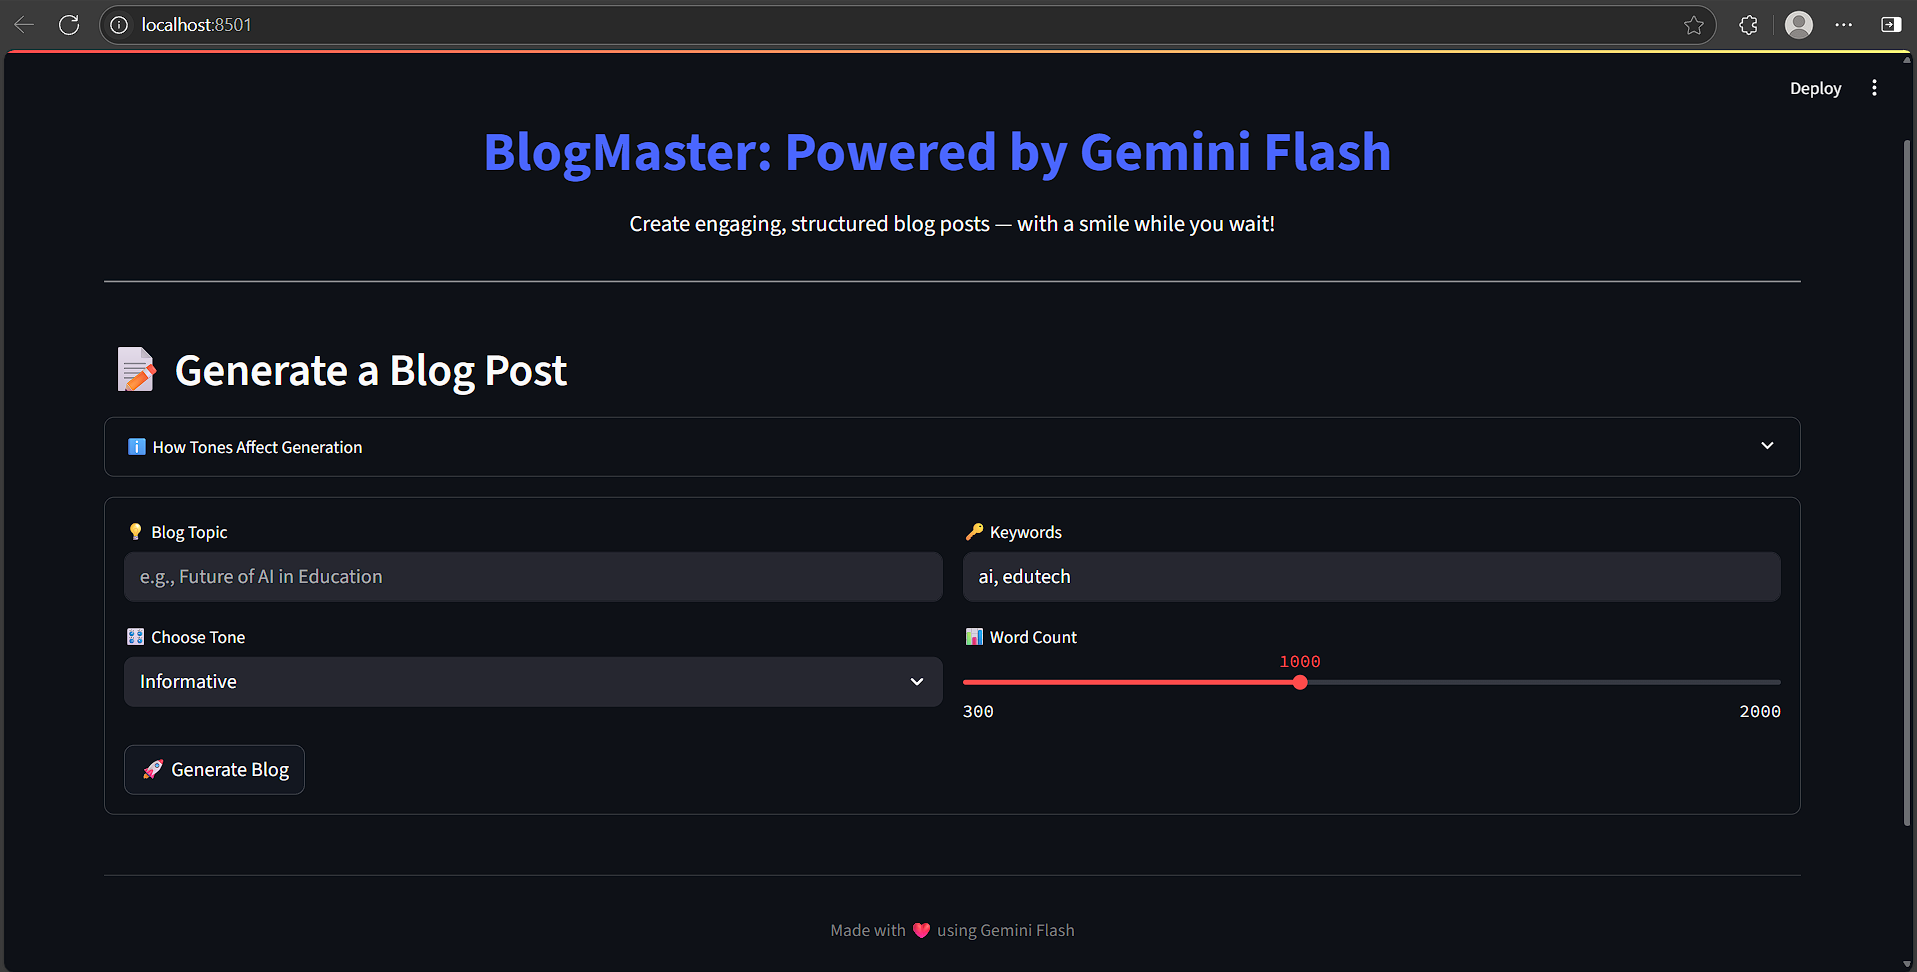 localhost:8501
Deploy
BlogMaster: Powered by Gemini Flash
Create engaging, structured blog posts — with a smile while you wait!
Generate a Blog Post
How Tones Affect Generation
Blog Topic
e.g., Future of AI in Education
Keywords
ai, edutech
Choose Tone
Informative
Word Count
1000
300
2000
Generate Blog
Made with ❤️ using Gemini Flash